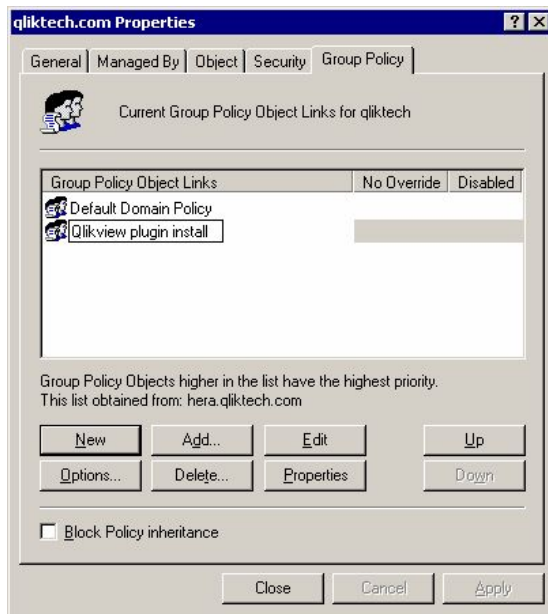 qliktech.com Properties
General Managed By Object Security Group Policy
Current Group Policy Object Links for qliktech
Group Policy Object Links No Override Disabled
Default Domain Policy
Qlikview plugin install
Group Policy Objects higher in the list have the highest priority.
This list obtained from: hera.qliktech.com
New Add... Edit Up
Options... Delete... Properties Down
Block Policy inheritance
Close Cancel Apply